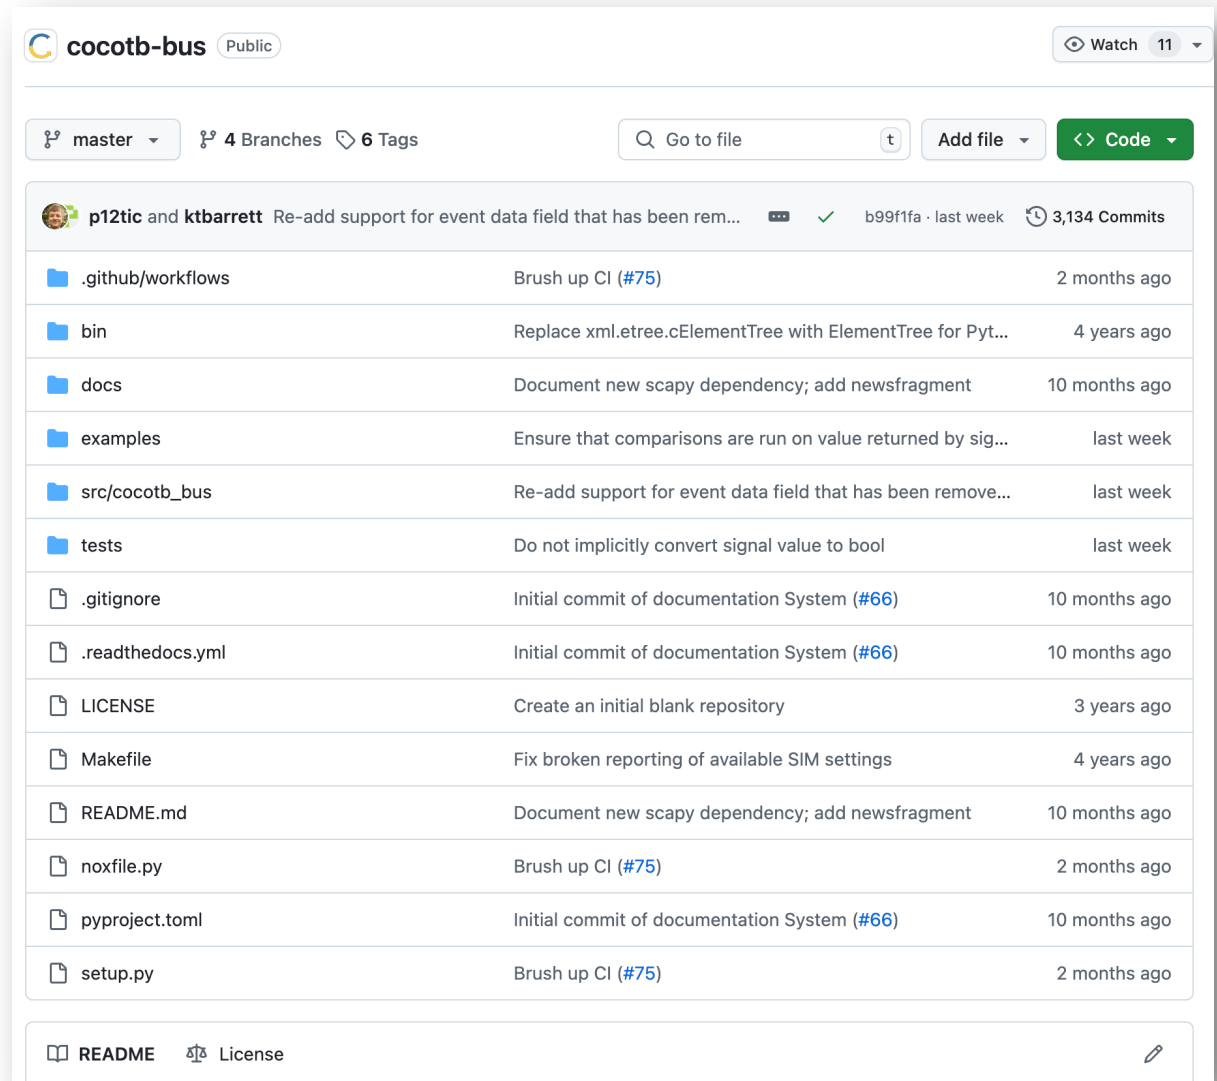 cocotb-bus Public Watch 11
master 4 Branches 6 Tags Go to file t Add file Code
p12tic and ktbarrett Re-add support for event data field that has been rem... b99f1fa · last week 3,134 Commits
.github/workflows Brush up CI (#75) 2 months ago
bin Replace xml.etree.cElementTree with ElementTree for Pyt... 4 years ago
docs Document new scapy dependency; add newsfragment 10 months ago
examples Ensure that comparisons are run on value returned by sig... last week
src/cocotb_bus Re-add support for event data field that has been remove... last week
tests Do not implicitly convert signal value to bool last week
.gitignore Initial commit of documentation System (#66) 10 months ago
.readthedocs.yml Initial commit of documentation System (#66) 10 months ago
LICENSE Create an initial blank repository 3 years ago
Makefile Fix broken reporting of available SIM settings 4 years ago
README.md Document new scapy dependency; add newsfragment 10 months ago
noxfile.py Brush up CI (#75) 2 months ago
pyproject.toml Initial commit of documentation System (#66) 10 months ago
setup.py Brush up CI (#75) 2 months ago
README License